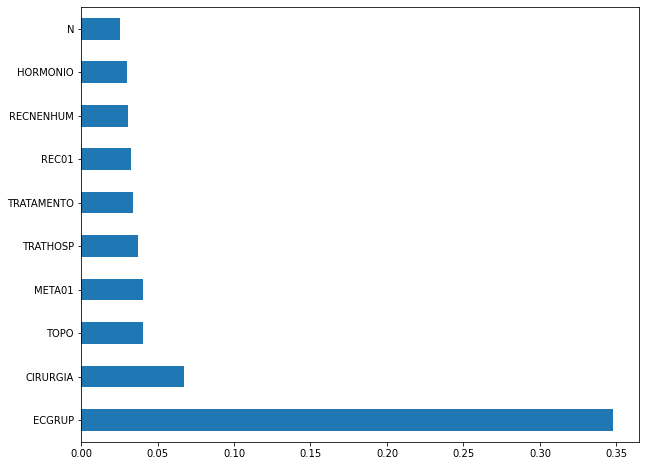 N
HORMONIO
RECNENHUM
REC01
TRATAMENTO
TRATHOSP
META01
TOPO
CIRURGIA
ECGRUP
0.00 0.05 0.10 0.15 0.20 0.25 0.30 0.35